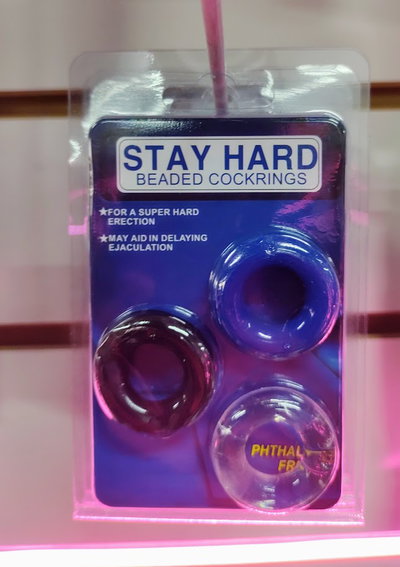 STAY HARD
BEADED COCKRINGS
★FOR A SUPER HARD
ERECTION
★MAY AID IN DELAYING
EJACULATION